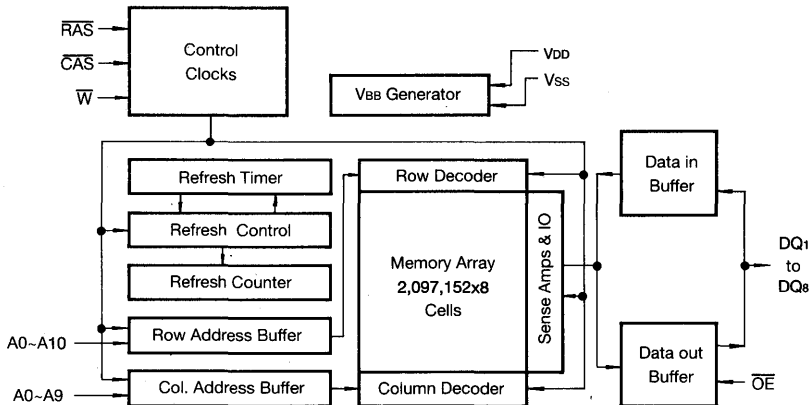 RAS
CAS
W
Control
Clocks
VBB Generator
VDD
VSS
Refresh Timer
Refresh Control
Refresh Counter
Row Address Buffer
Col. Address Buffer
A0~A10
A0~A9
Row Decoder
Memory Array
2,097,152x8
Cells
Column Decoder
Sense Amps & IO
Data in
Buffer
DQ1
to
DQ8
Data out
Buffer
OE